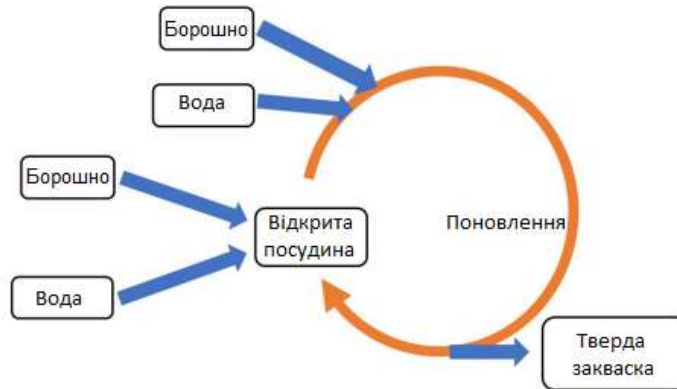 Борошно
Вода
Борошно
Відкрита
посудина
Поновлення
Вода
Тверда
закваска